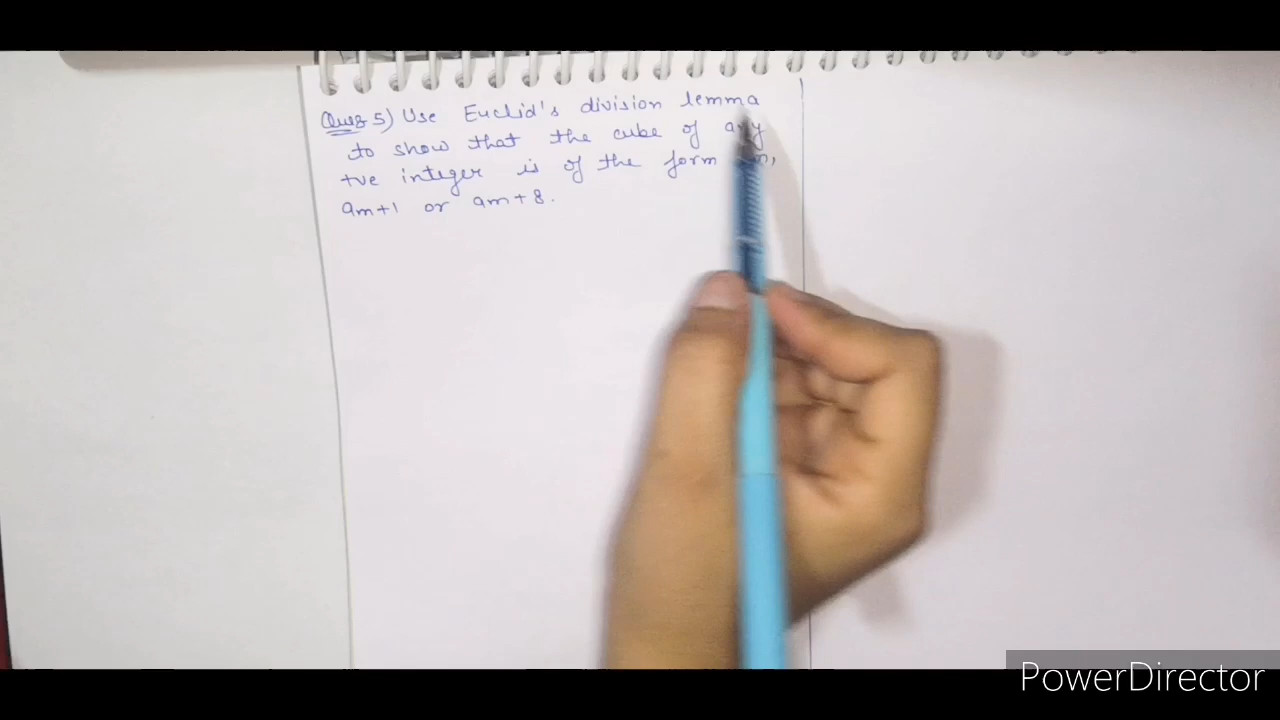 Ques 5) Use Euclid's division lemma
to show that the cube of any
+ve integer is of the form m,
9m+1 or 9m+8.
PowerDirector